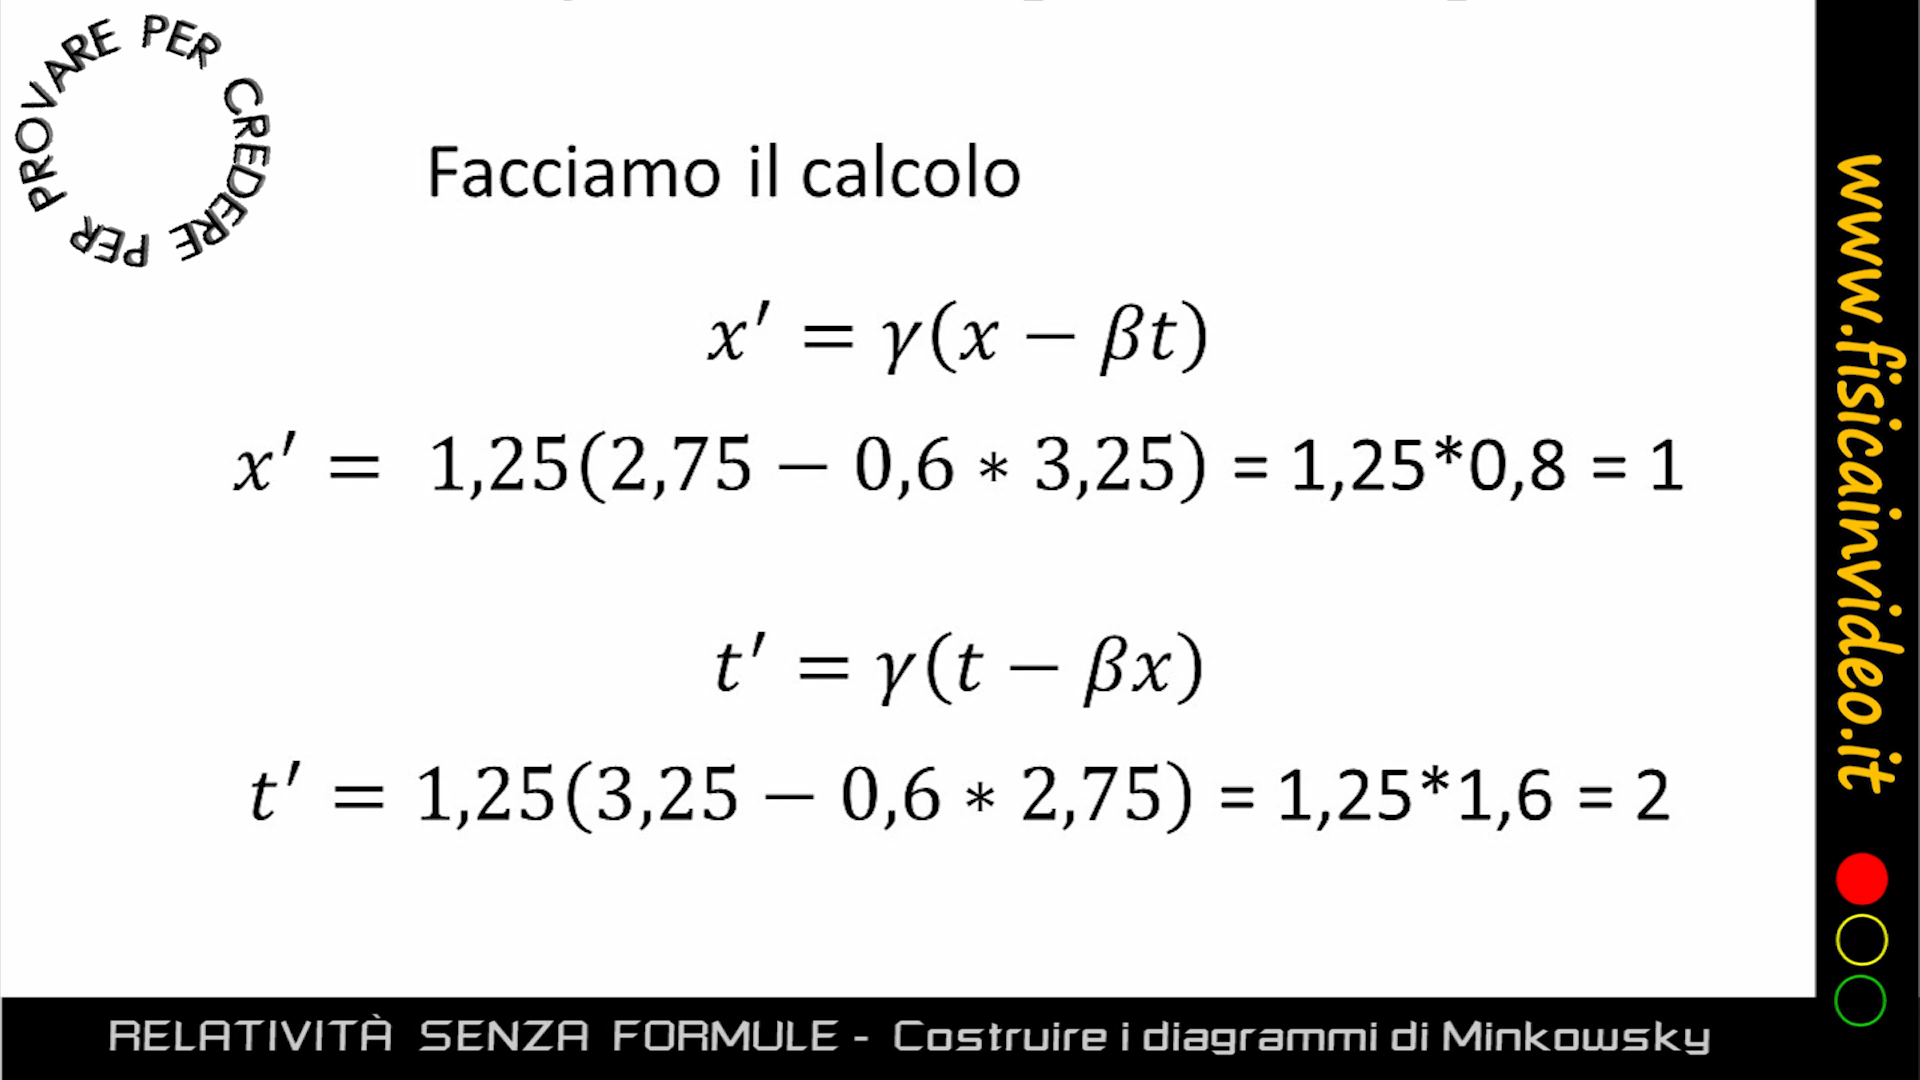 PROVARE PER CREDERE PER
Facciamo il calcolo
x′ = γ(x − βt)
x′ = 1,25(2,75 − 0,6 ∗ 3,25) = 1,25*0,8 = 1
t′ = γ(t − βx)
t′ = 1,25(3,25 − 0,6 ∗ 2,75) = 1,25*1,6 = 2
www.fisicainvideo.it
RELATIVITÀ SENZA FORMULE - Costruire i diagrammi di Minkowsky